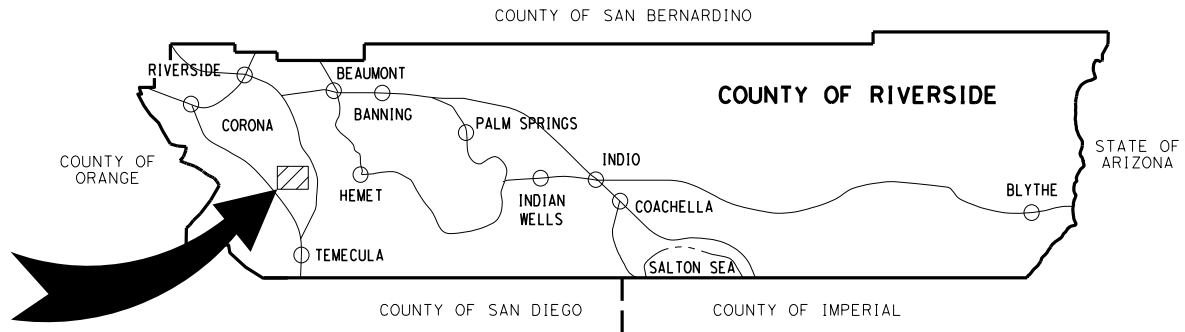 COUNTY OF SAN BERNARDINO
RIVERSIDE
BEAUMONT
COUNTY OF RIVERSIDE
BANNING
CORONA
PALM SPRINGS
COUNTY OF
ORANGE
STATE OF
ARIZONA
INDIO
HEMET
INDIAN
WELLS
COACHELLA
BLYTHE
TEMECULA
SALTON SEA
COUNTY OF SAN DIEGO
COUNTY OF IMPERIAL